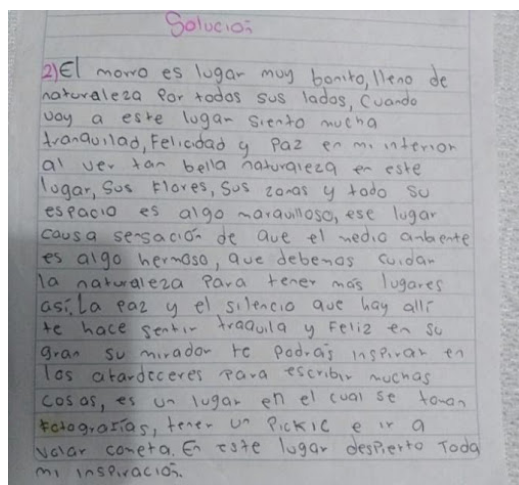 Solución
2) El morro es lugar muy bonito, lleno de
naturaleza por todos sus lados, Cuando
voy a este lugar siento mucha
tranquilad, Felicidad y Paz en mi interior
al ver tan bella naturaleza en este
lugar, Sus Flores, Sus zonas y todo su
espacio es algo maravilloso, ese lugar
causa sensación de que el medio anbiente
es algo hermoso, que debemos cuidar
la naturaleza Para tener más lugares
así, La paz y el silencio que hay allí
te hace sentir traquila y Feliz en su
gran su mirador te Podrás inspirar en
los atardeceres Para escribir muchas
cosas, es un lugar en el cual se toman
Fotografías, tener un Pickic e ir a
volar cometa. En este lugar despierto Toda
mi inspiración.